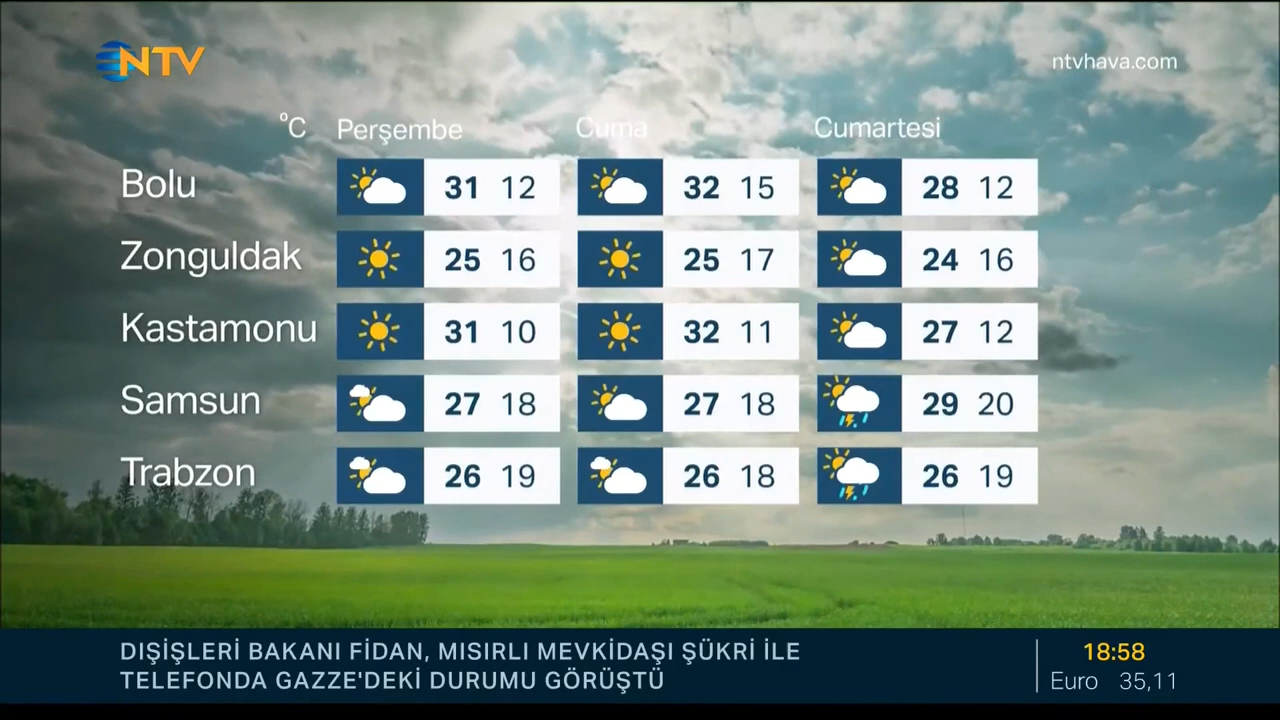 NTV
ntvhava.com
°C Perşembe Cuma Cumartesi
Bolu 31 12 32 15 28 12
Zonguldak 25 16 25 17 24 16
Kastamonu 31 10 32 11 27 12
Samsun 27 18 27 18 29 20
Trabzon 26 19 26 18 26 19
DIŞİŞLERİ BAKANI FİDAN, MISIRLI MEVKİDAŞI ŞÜKRİ İLE
TELEFONDA GAZZE'DEKİ DURUMU GÖRÜŞTÜ
18:58
Euro 35,11